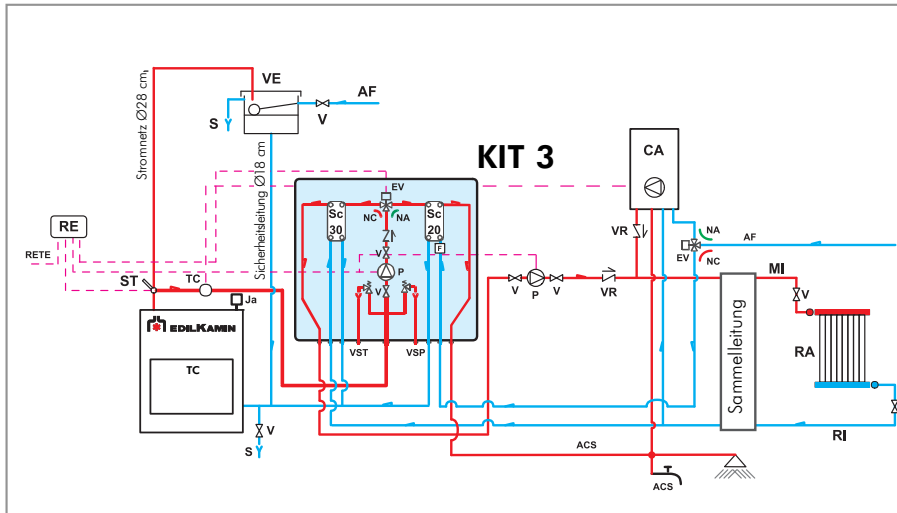 VE
AF
S
V
Stromnetz Ø28 cm,
Sicherheitsleitung Ø18 cm
KIT 3
CA
EV
NC
NA
Sc
30
Sc
20
F
V
P
V
VST
VSP
RE
RETE
ST
TC
Ja
EDILKAMIN
TC
V
S
V
P
V
VR
VR
NA
EV
NC
AF
MI
V
Sammelleitung
RA
V
RI
ACS
ACS